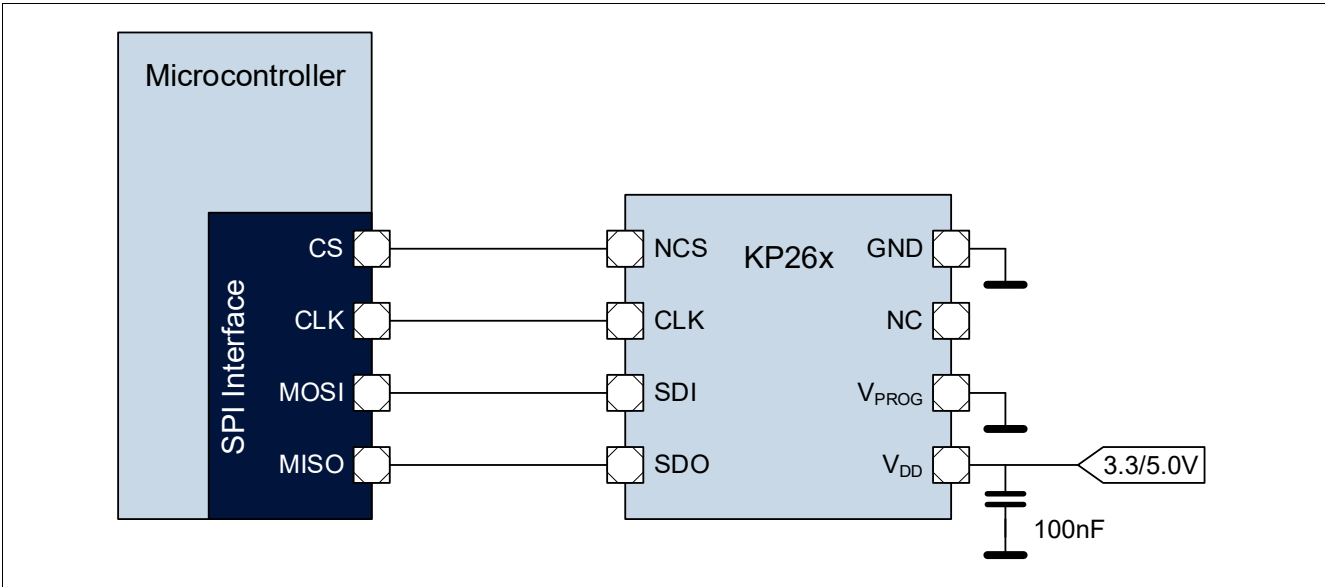 Microcontroller
SPI Interface
CS
CLK
MOSI
MISO
KP26x
NCS
CLK
SDI
SDO
GND
NC
VPROG
VDD
3.3/5.0V
100nF